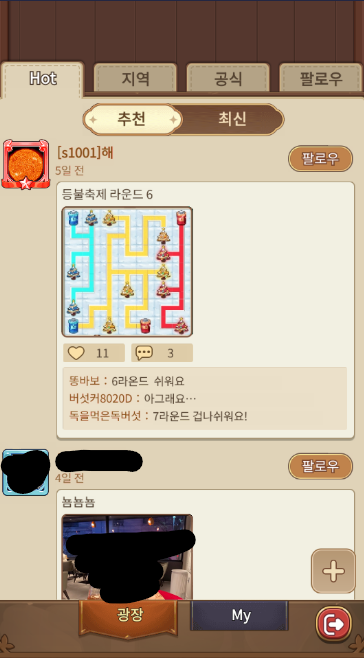 Hot
지역
공식
팔로우
추천
최신
[s1001]해
팔로우
5일 전
등불축제 라운드 6
11
3
똥바보 : 6라운드 쉬워요
버섯커8020D : 아그래요…
독을먹은독버섯 : 7라운드 겁나쉬워요!
팔로우
4일 전
놈놈놈
광장
My